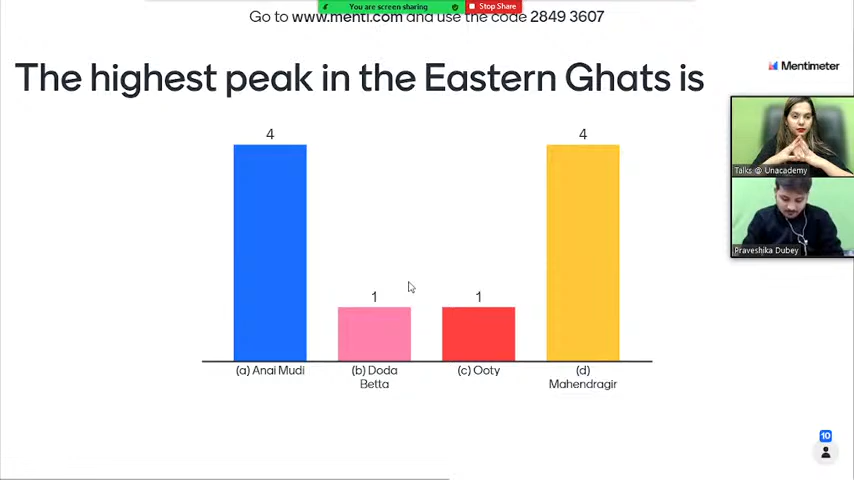 You are screen sharing
Stop Share
Go to www.menti.com and use the code 2849 3607
The highest peak in the Eastern Ghats is
Mentimeter
4
1
1
4
(a) Anai Mudi
(b) Doda
Betta
(c) Ooty
(d)
Mahendragir
Talks @ Unacademy
Praveshika Dubey
10